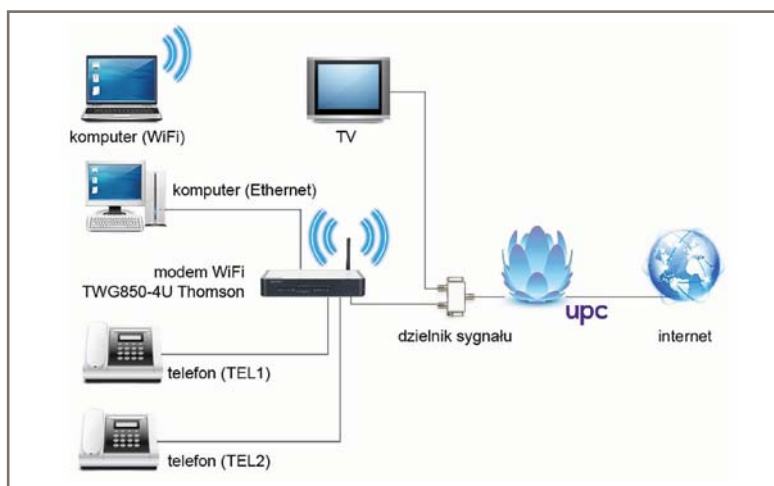 komputer (WiFi)
TV
komputer (Ethernet)
modem WiFi
TWG850-4U Thomson
dzielnik sygnału
upc
internet
telefon (TEL1)
telefon (TEL2)